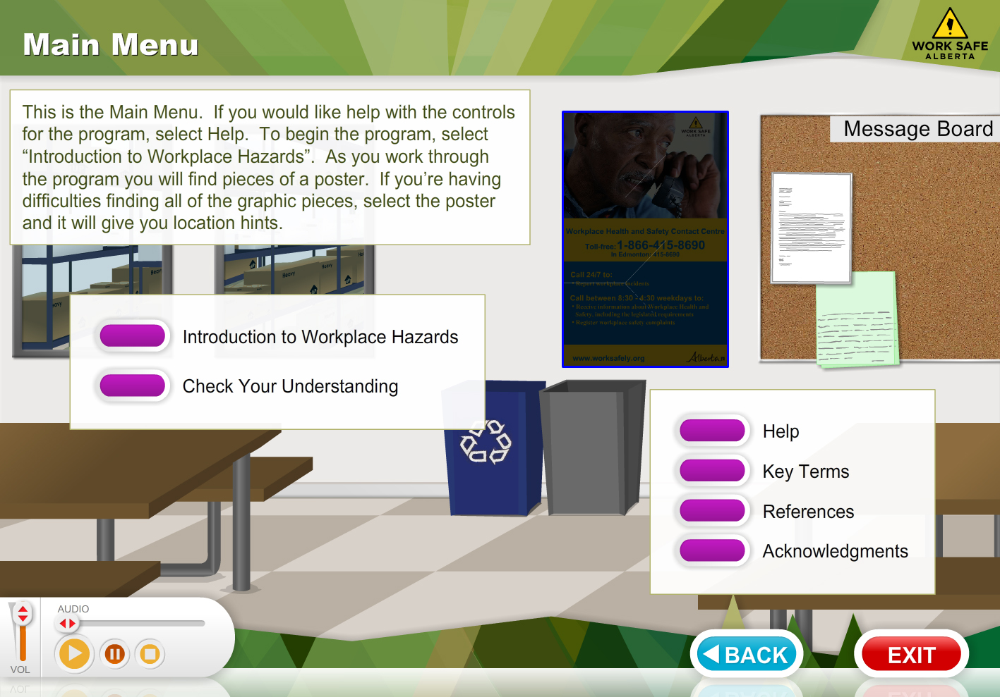 Main Menu
WORK SAFE
ALBERTA
This is the Main Menu.  If you would like help with the controls
for the program, select Help.  To begin the program, select
“Introduction to Workplace Hazards”.  As you work through
the program you will find pieces of a poster.  If you’re having
difficulties finding all of the graphic pieces, select the poster
and it will give you location hints.
WORK SAFE
ALBERTA
Workplace Health and Safety Contact Centre
Toll-free: 1-866-415-8690
In Edmonton: 415-8690
Call 24/7 to:
• Report workplace incidents
Call between 8:30 - 4:30 weekdays to:
• Receive information about Workplace Health and
Safety, including the legislated requirements
• Register workplace safety complaints
www.worksafely.org
Alberta
Message Board
Heavy
Heavy
Heavy
Heavy
Introduction to Workplace Hazards
Check Your Understanding
Help
Key Terms
References
Acknowledgments
AUDIO
VOL
BACK
EXIT